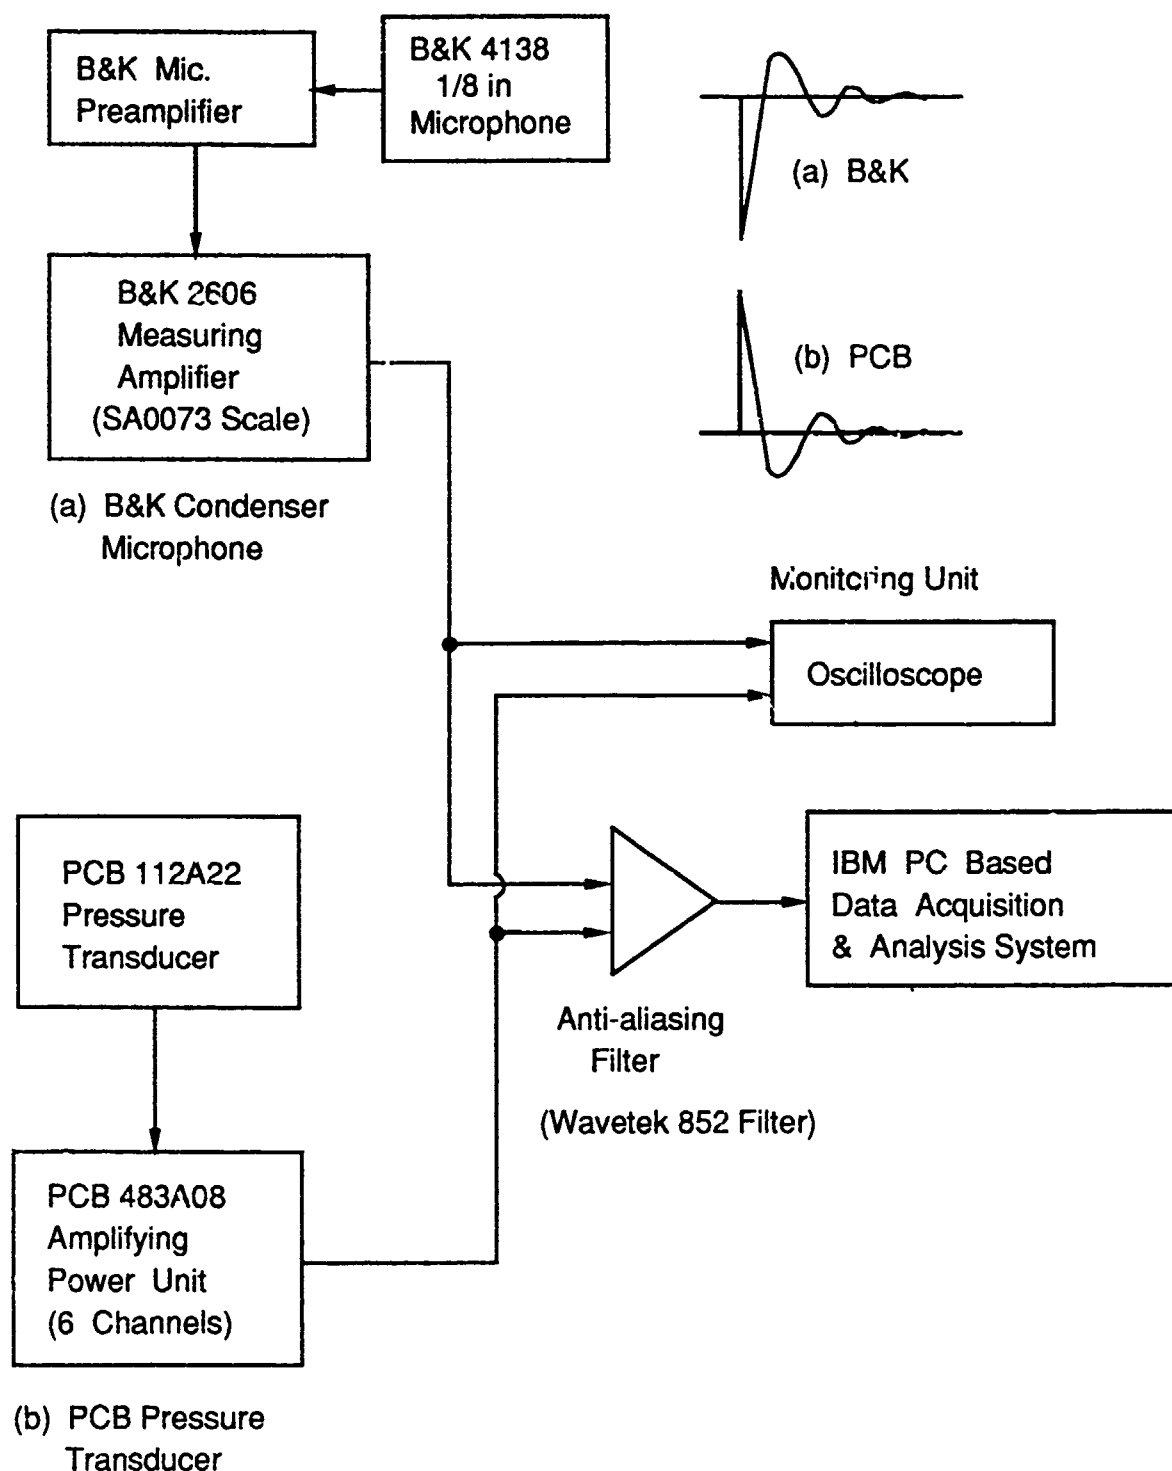 B&K Mic.
Preamplifier
B&K 4138
1/8 in
Microphone
(a) B&K
B&K 2606
Measuring
Amplifier
(SA0073 Scale)
(b) PCB
(a) B&K Condenser
Microphone
Monitoring Unit
Oscilloscope
PCB 112A22
Pressure
Transducer
IBM PC Based
Data Acquisition
& Analysis System
Anti-aliasing
Filter
(Wavetek 852 Filter)
PCB 483A08
Amplifying
Power Unit
(6 Channels)
(b) PCB Pressure
Transducer